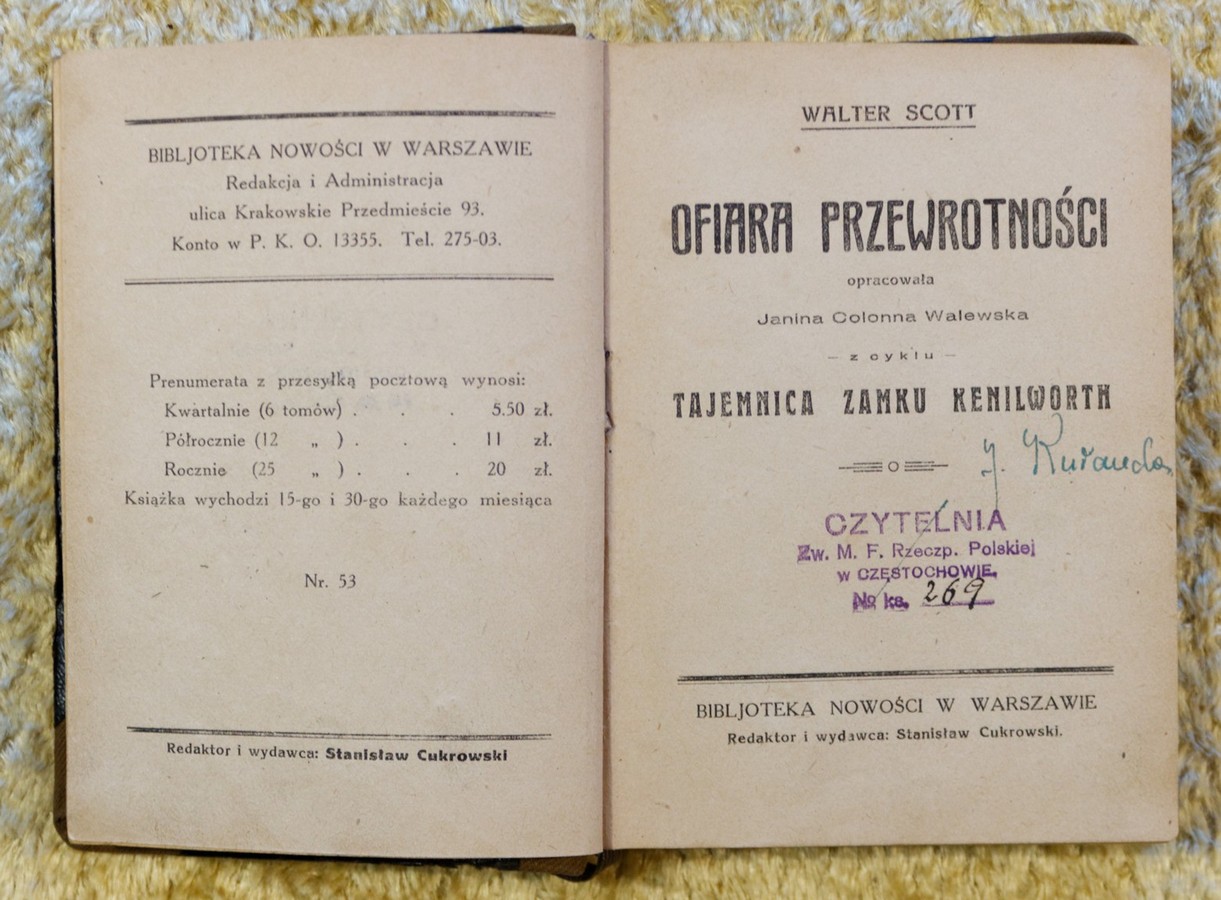 BIBLJOTEKA NOWOŚCI W WARSZAWIE
Redakcja i Administracja
ulica Krakowskie Przedmieście 93.
Konto w P. K. O. 13355. Tel. 275-03.
Prenumerata z przesyłką pocztową wynosi:
Kwartalnie (6 tomów) . . . 5.50 zł.
Półrocznie (12 „ ) . . . 11 zł.
Rocznie (25 „ ) . . . 20 zł.
Książka wychodzi 15-go i 30-go każdego miesiąca
Nr. 53
Redaktor i wydawca: Stanisław Cukrowski
WALTER SCOTT
OFIARA PRZEWROTNOŚCI
opracowała
Janina Colonna Walewska
— z cyklu —
TAJEMNICA ZAMKU KENILWORTH
J.
CZYTELNIA
Zw. M. F. Rzeczp. Polskiej
w CZĘSTOCHOWIE.
№ ks. 269
BIBLJOTEKA NOWOŚCI W WARSZAWIE
Redaktor i wydawca: Stanisław Cukrowski.